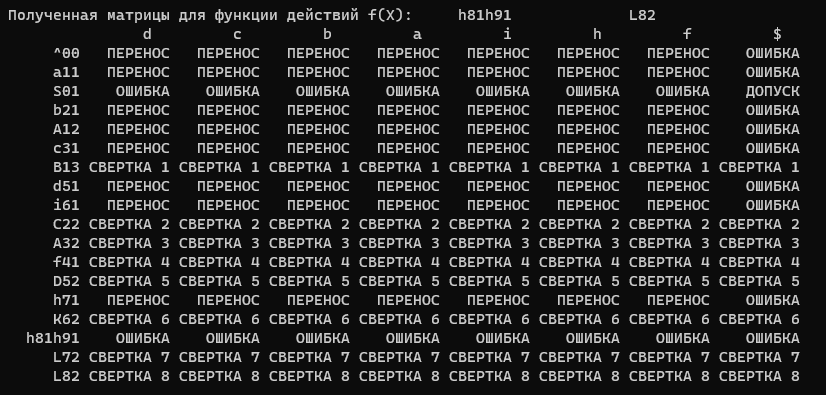 Полученная матрицы для функции действий f(X): h81h91 L82
d c b a i h f $
^00 ПЕРЕНОС ПЕРЕНОС ПЕРЕНОС ПЕРЕНОС ПЕРЕНОС ПЕРЕНОС ПЕРЕНОС ОШИБКА
a11 ПЕРЕНОС ПЕРЕНОС ПЕРЕНОС ПЕРЕНОС ПЕРЕНОС ПЕРЕНОС ПЕРЕНОС ОШИБКА
S01 ОШИБКА ОШИБКА ОШИБКА ОШИБКА ОШИБКА ОШИБКА ОШИБКА ДОПУСК
b21 ПЕРЕНОС ПЕРЕНОС ПЕРЕНОС ПЕРЕНОС ПЕРЕНОС ПЕРЕНОС ПЕРЕНОС ОШИБКА
A12 ПЕРЕНОС ПЕРЕНОС ПЕРЕНОС ПЕРЕНОС ПЕРЕНОС ПЕРЕНОС ПЕРЕНОС ОШИБКА
c31 ПЕРЕНОС ПЕРЕНОС ПЕРЕНОС ПЕРЕНОС ПЕРЕНОС ПЕРЕНОС ПЕРЕНОС ОШИБКА
B13 СВЕРТКА 1 СВЕРТКА 1 СВЕРТКА 1 СВЕРТКА 1 СВЕРТКА 1 СВЕРТКА 1 СВЕРТКА 1 СВЕРТКА 1
d51 ПЕРЕНОС ПЕРЕНОС ПЕРЕНОС ПЕРЕНОС ПЕРЕНОС ПЕРЕНОС ПЕРЕНОС ОШИБКА
i61 ПЕРЕНОС ПЕРЕНОС ПЕРЕНОС ПЕРЕНОС ПЕРЕНОС ПЕРЕНОС ПЕРЕНОС ОШИБКА
C22 СВЕРТКА 2 СВЕРТКА 2 СВЕРТКА 2 СВЕРТКА 2 СВЕРТКА 2 СВЕРТКА 2 СВЕРТКА 2 СВЕРТКА 2
A32 СВЕРТКА 3 СВЕРТКА 3 СВЕРТКА 3 СВЕРТКА 3 СВЕРТКА 3 СВЕРТКА 3 СВЕРТКА 3 СВЕРТКА 3
f41 СВЕРТКА 4 СВЕРТКА 4 СВЕРТКА 4 СВЕРТКА 4 СВЕРТКА 4 СВЕРТКА 4 СВЕРТКА 4 СВЕРТКА 4
D52 СВЕРТКА 5 СВЕРТКА 5 СВЕРТКА 5 СВЕРТКА 5 СВЕРТКА 5 СВЕРТКА 5 СВЕРТКА 5 СВЕРТКА 5
h71 ПЕРЕНОС ПЕРЕНОС ПЕРЕНОС ПЕРЕНОС ПЕРЕНОС ПЕРЕНОС ПЕРЕНОС ОШИБКА
K62 СВЕРТКА 6 СВЕРТКА 6 СВЕРТКА 6 СВЕРТКА 6 СВЕРТКА 6 СВЕРТКА 6 СВЕРТКА 6 СВЕРТКА 6
h81h91 ОШИБКА ОШИБКА ОШИБКА ОШИБКА ОШИБКА ОШИБКА ОШИБКА ОШИБКА
L72 СВЕРТКА 7 СВЕРТКА 7 СВЕРТКА 7 СВЕРТКА 7 СВЕРТКА 7 СВЕРТКА 7 СВЕРТКА 7 СВЕРТКА 7
L82 СВЕРТКА 8 СВЕРТКА 8 СВЕРТКА 8 СВЕРТКА 8 СВЕРТКА 8 СВЕРТКА 8 СВЕРТКА 8 СВЕРТКА 8